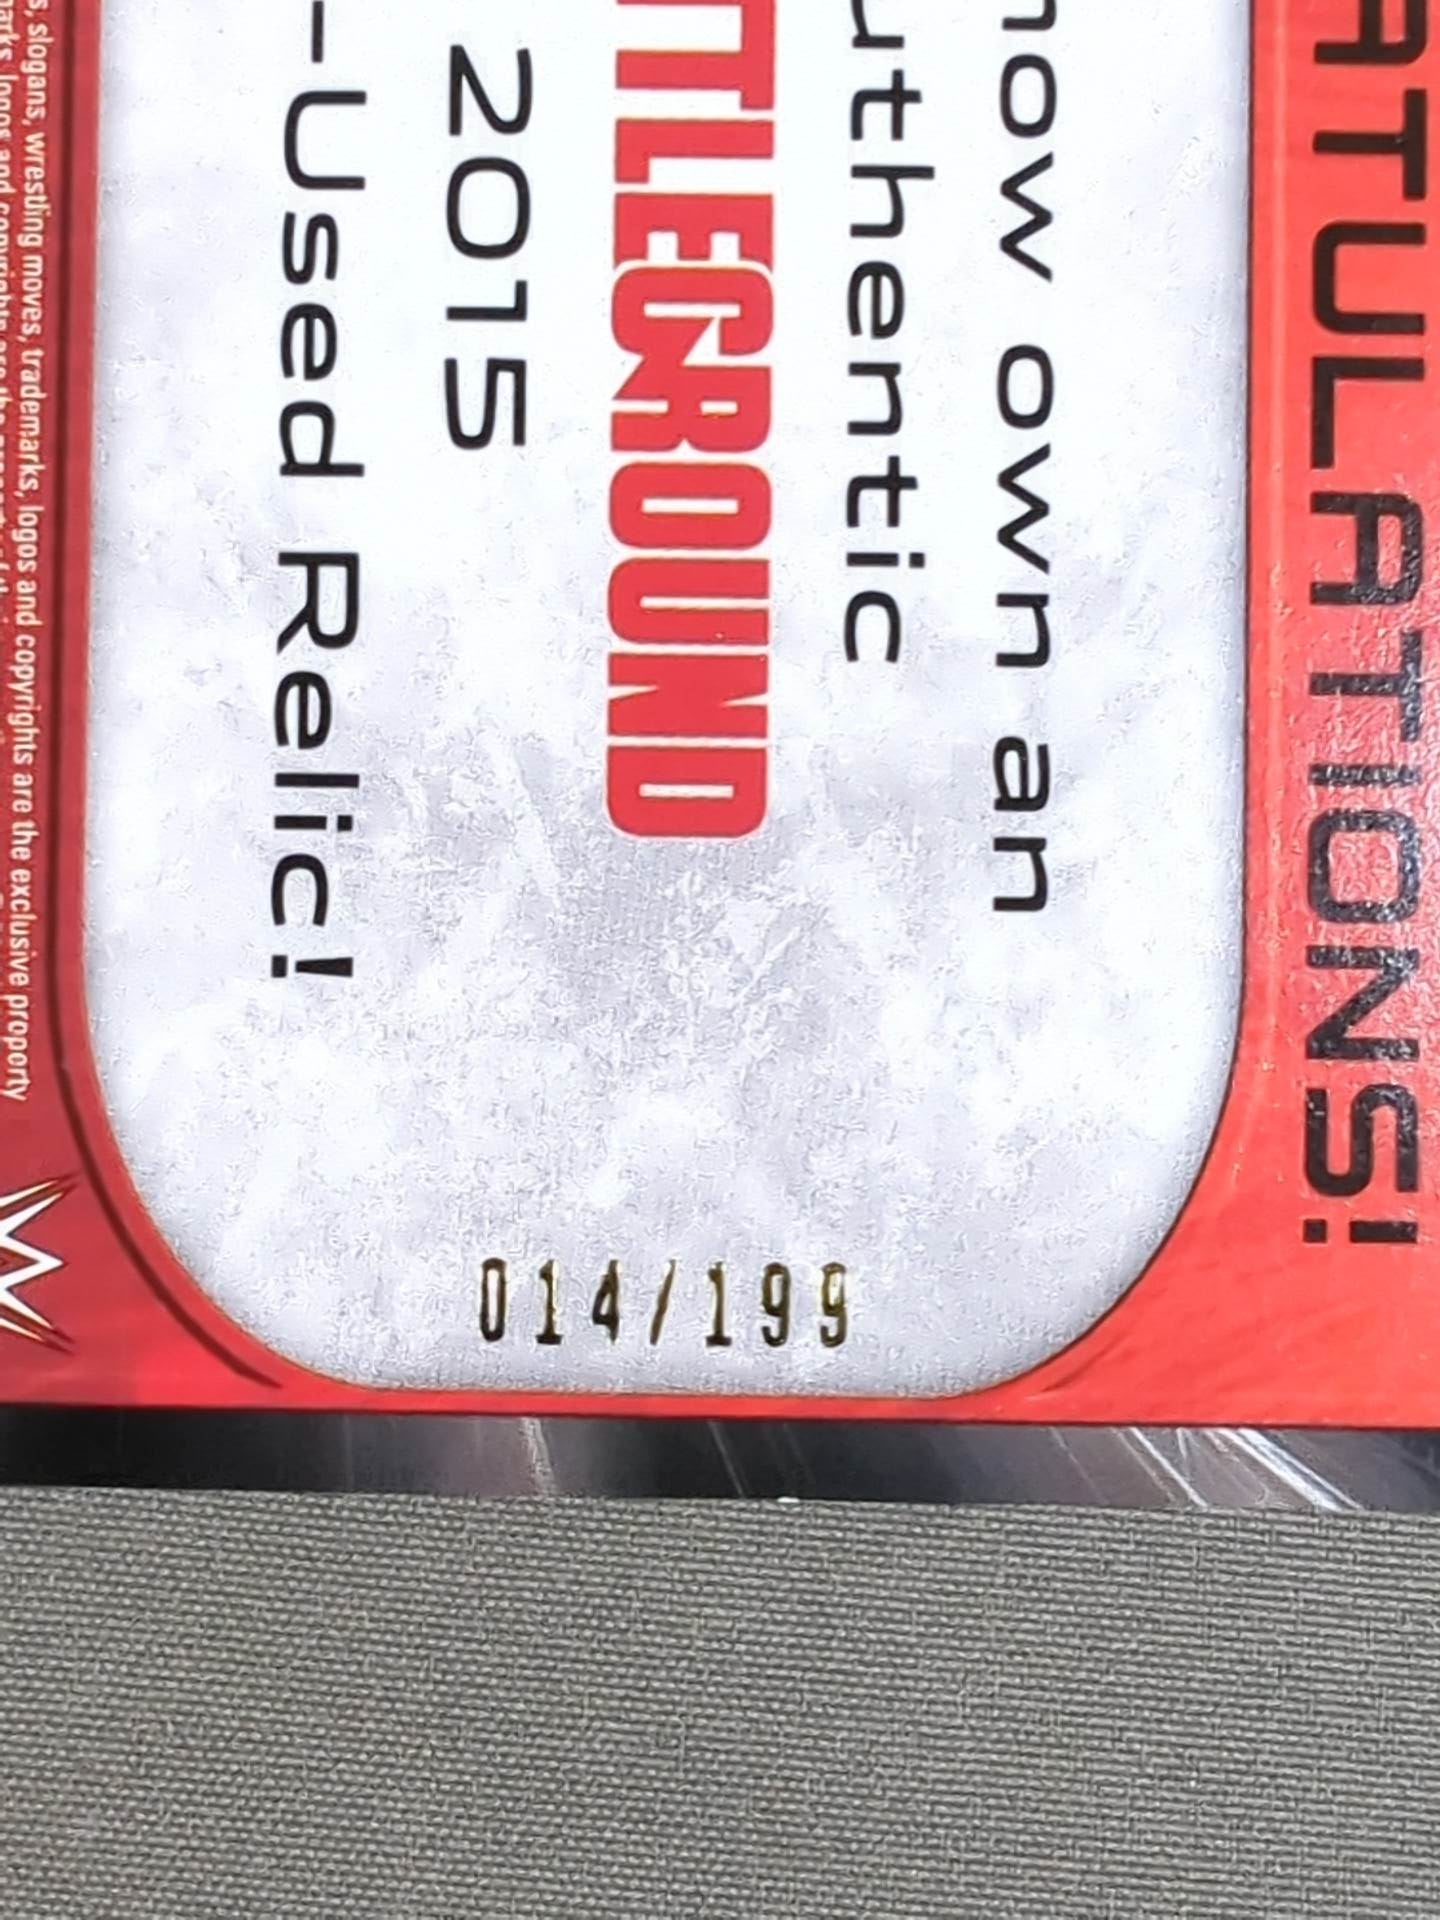 ATULATIONS!
now own an
uthentic
TTLEGROUND
2015
-Used Relic!
014/199
s, slogans, wrestling moves, trademarks, logos and copyrights are the exclusive property